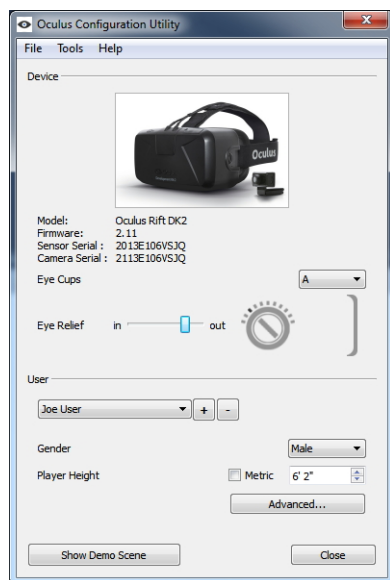 Oculus Configuration Utility
File Tools Help
Device
Oculus
Model: Oculus Rift DK2
Firmware: 2.11
Sensor Serial : 2013E106VSJQ
Camera Serial : 2113E106VSJQ
Eye Cups A
Eye Relief in out
User
Joe User + -
Gender Male
Player Height Metric 6' 2"
Advanced...
Show Demo Scene Close